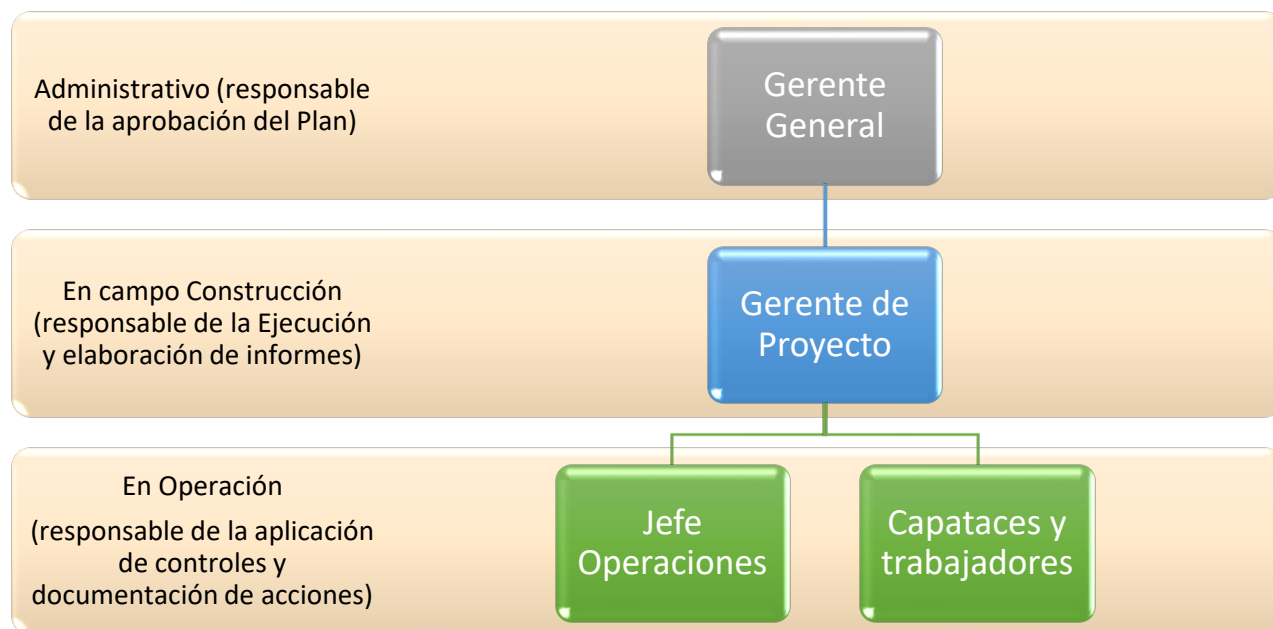 Administrativo (responsable
de la aprobación del Plan)
Gerente
General
En campo Construcción
(responsable de la Ejecución
y elaboración de informes)
Gerente de
Proyecto
En Operación
(responsable de la aplicación
de controles y
documentación de acciones)
Jefe
Operaciones
Capataces y
trabajadores